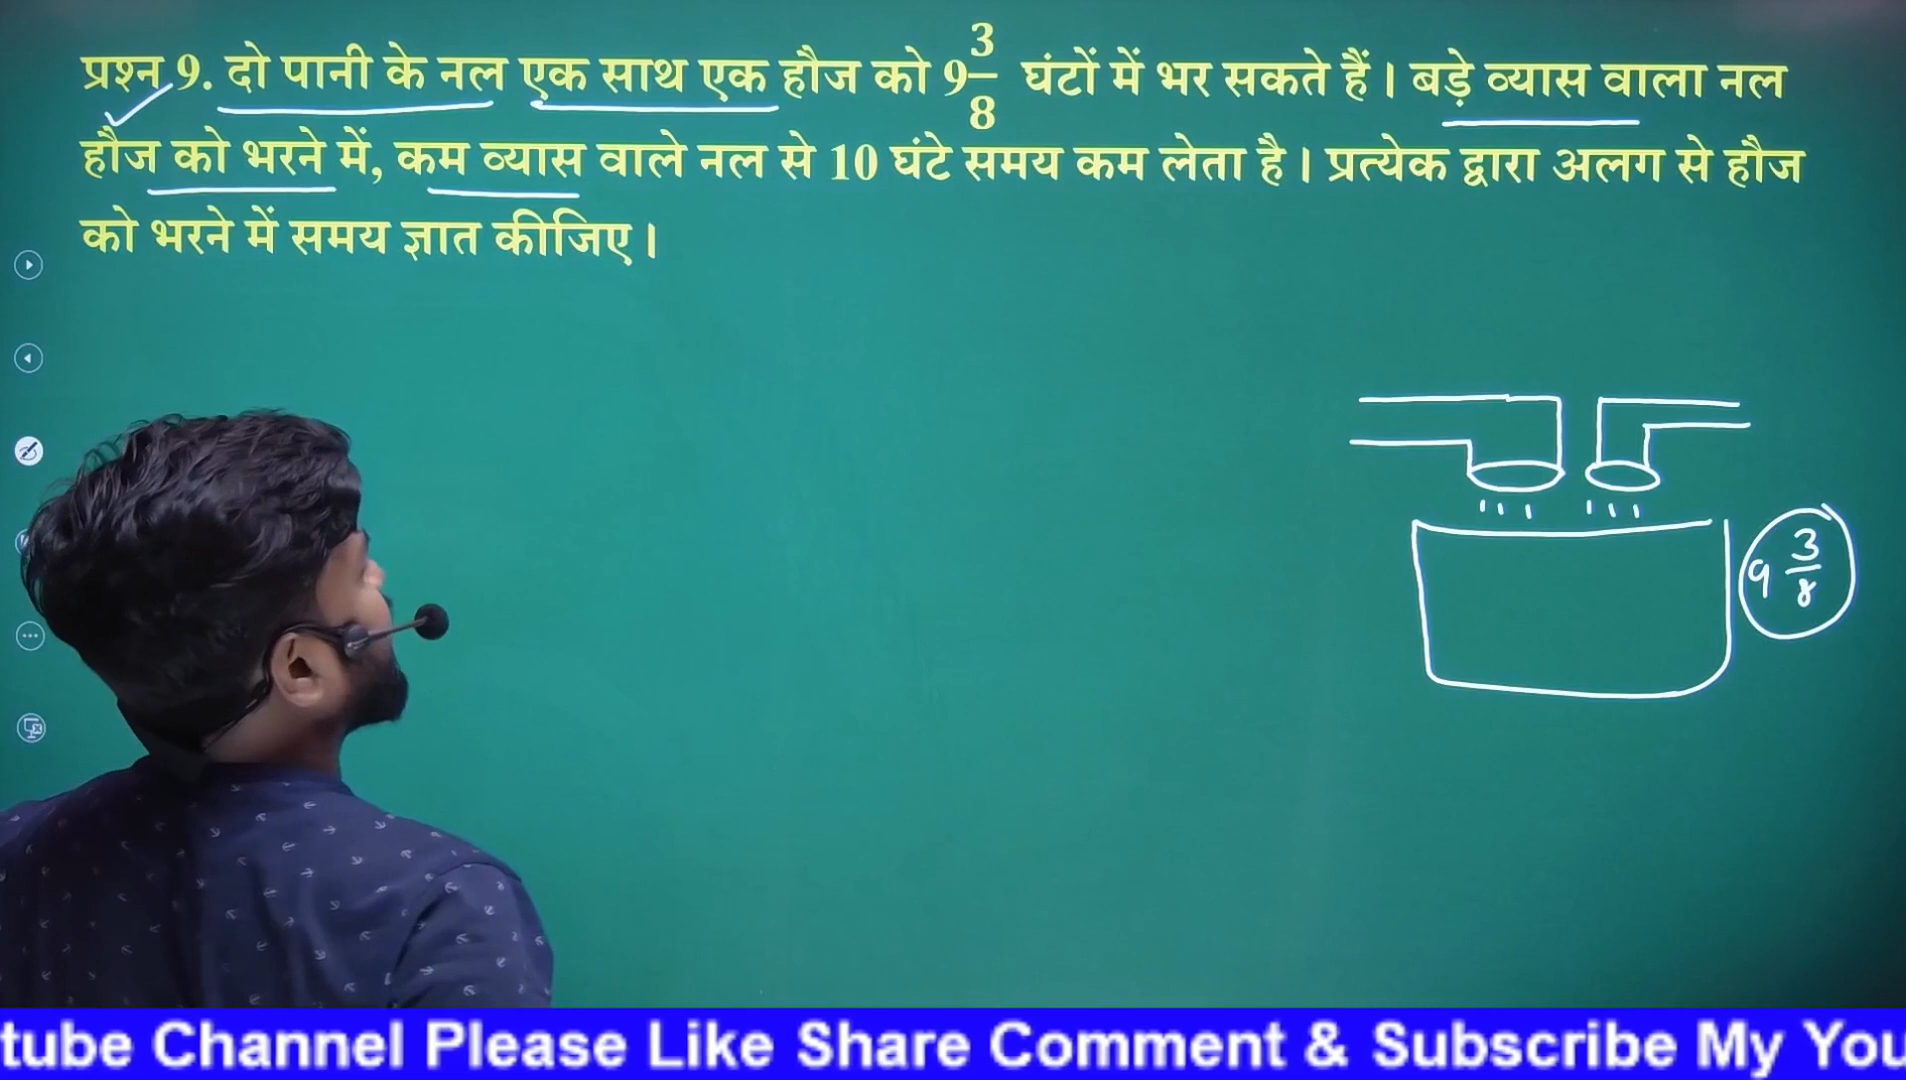 प्रश्न 9. दो पानी के नल एक साथ एक हौज को 9 3/8 घंटों में भर सकते हैं। बड़े व्यास वाला नल
हौज को भरने में, कम व्यास वाले नल से 10 घंटे समय कम लेता है। प्रत्येक द्वारा अलग से हौज
को भरने में समय ज्ञात कीजिए।
9 3/8
tube Channel Please Like Share Comment & Subscribe My You